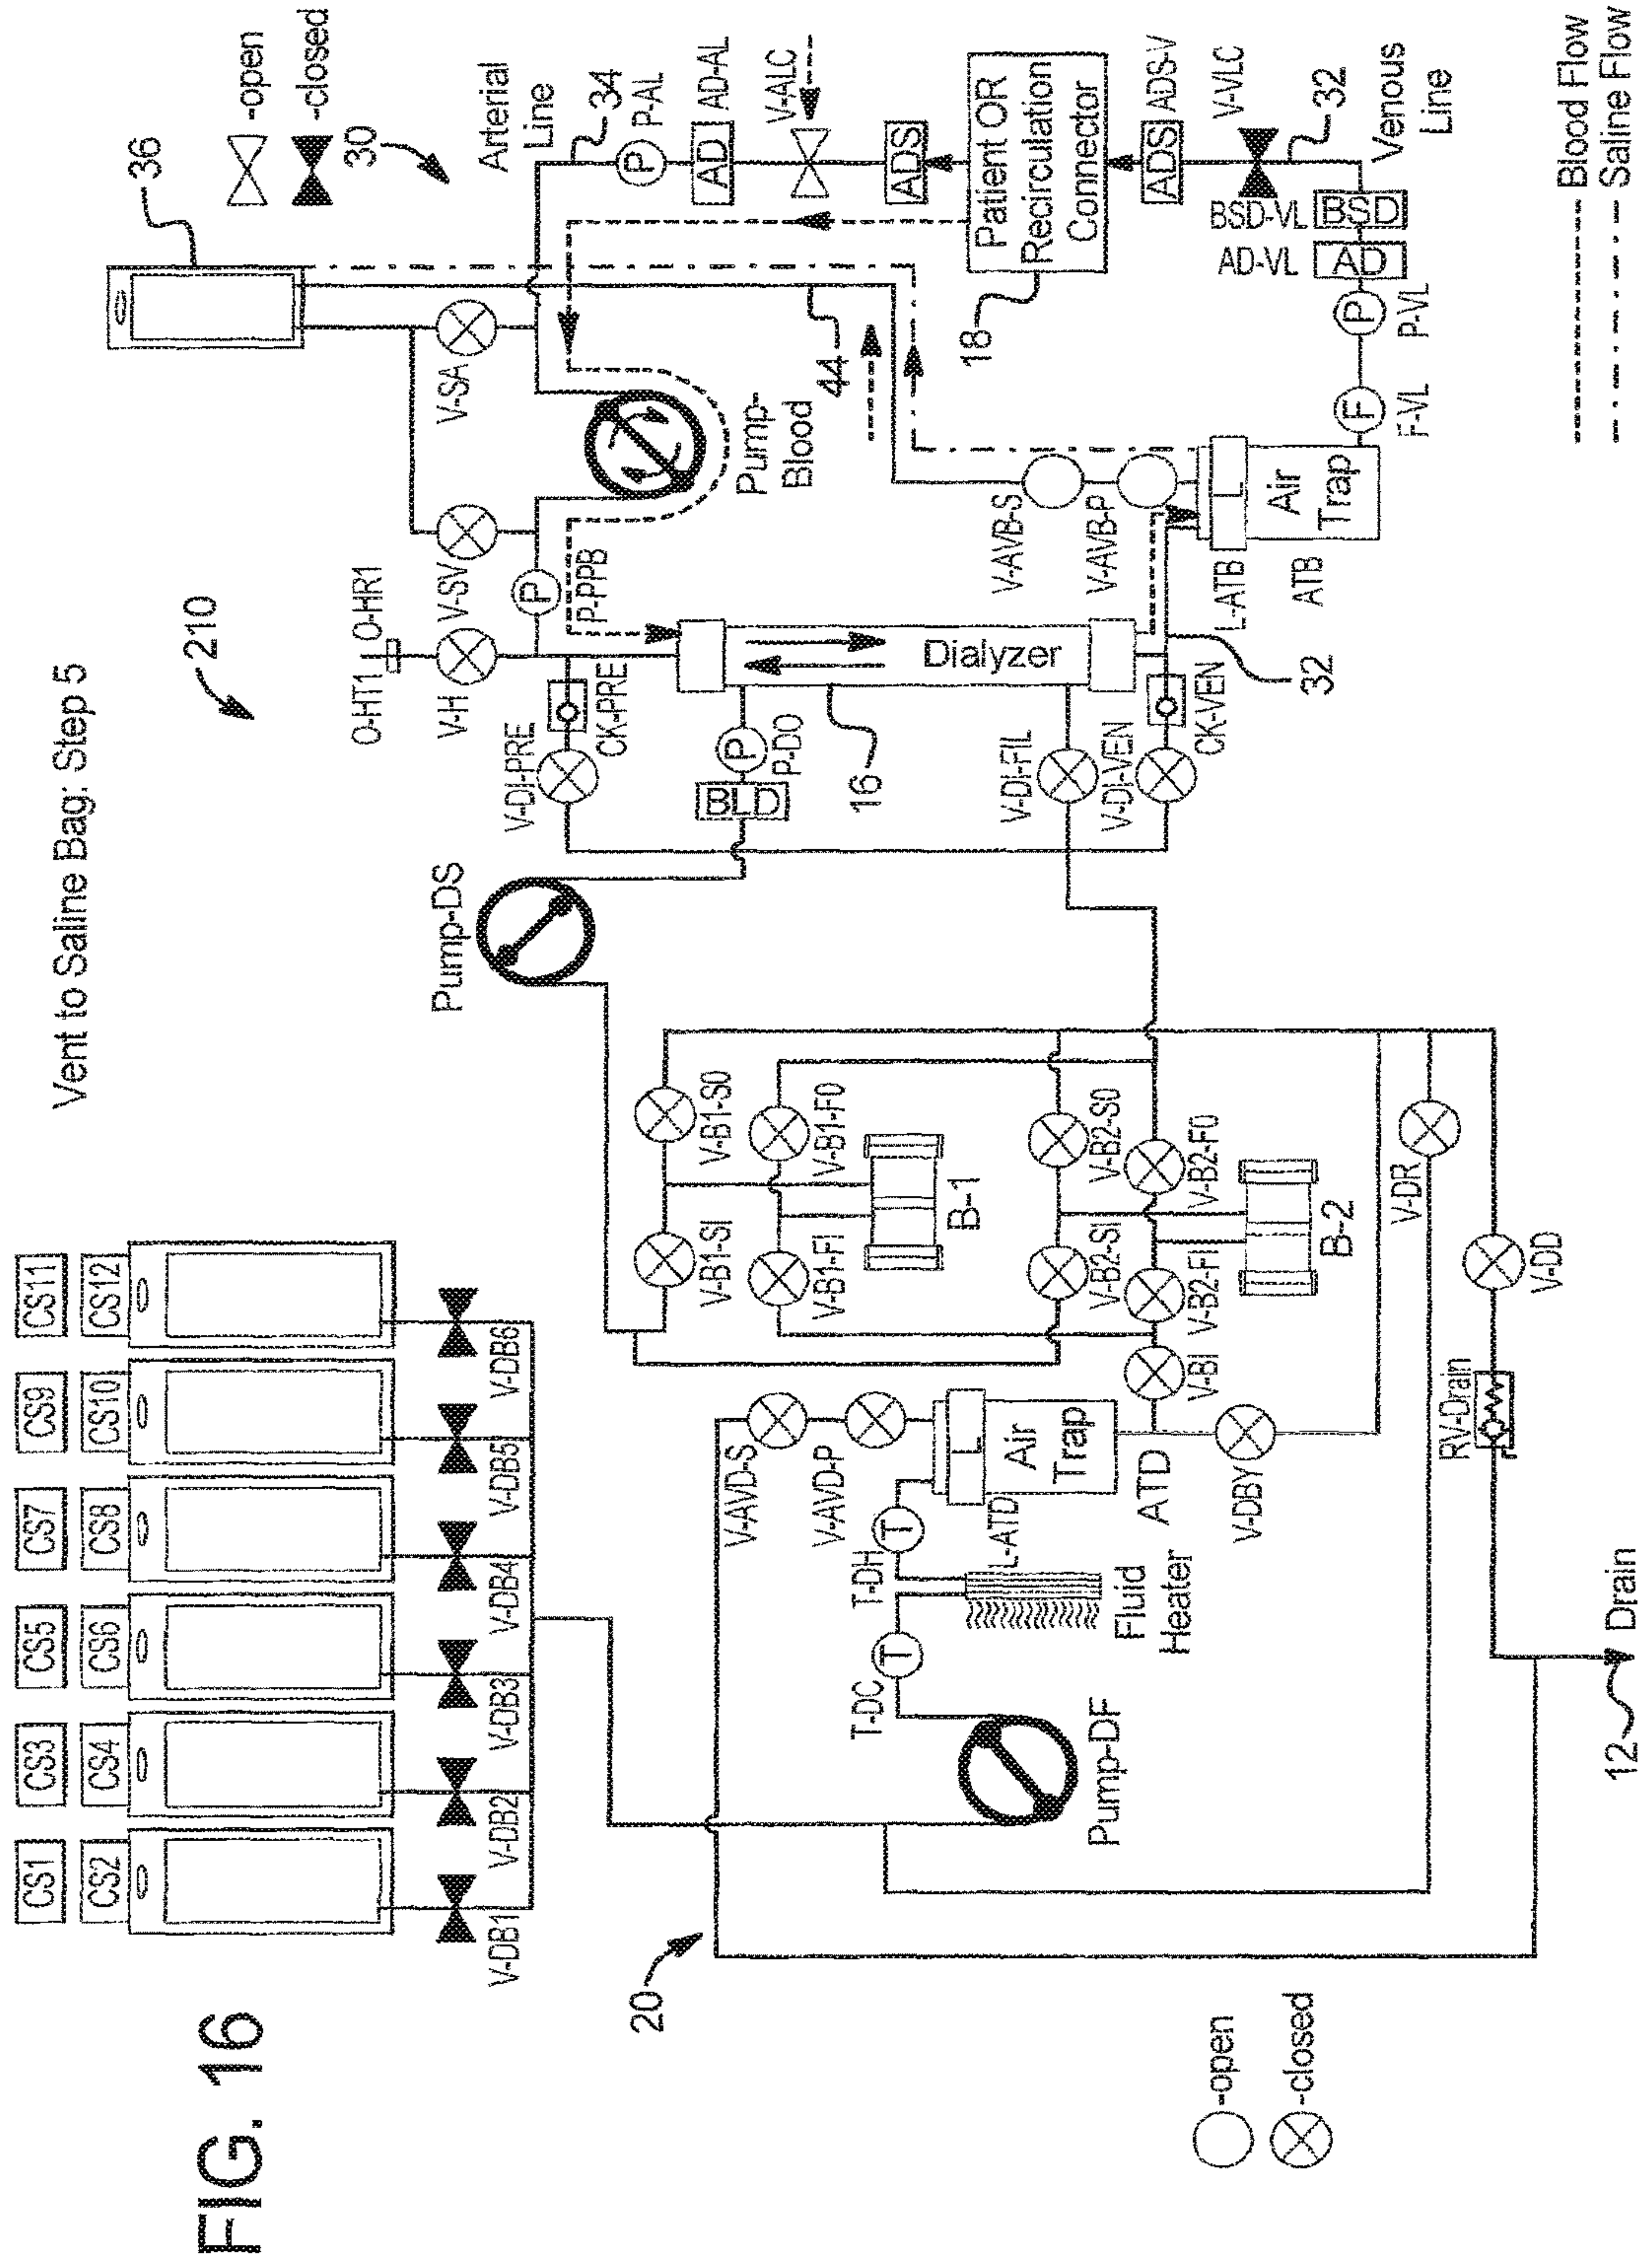 FIG. 16
Vent to Saline Bag: Step 5
210
CS1
CS3
CS5
CS7
CS9
CS11
CS2
CS4
CS6
CS8
CS10
CS12
V-DB1
V-DB2
V-DB3
V-DB4
V-DB5
V-DB6
36
-open
-closed
30
O-HT1
O-HR1
V-H
V-SV
V-SA
Arterial
Line
34
P
P-AL
AD
AD-AL
V-ALC
ADS
Pump-DS
V-DI-PRE
CK-PRE
P
P-PPB
Pump-
Blood
44
BLD
P
P-DO
16
Dialyzer
18
Patient OR
Recirculation
Connector
ADS
ADS-V
V-VLC
32
Venous
Line
BSD-VL
BSD
AD-VL
AD
P
P-VL
F
F-VL
V-AVB-S
V-AVB-P
L-ATB
L
Air
Trap
ATB
V-DI-FIL
V-DI-VEN
CK-VEN
32
V-B1-SI
V-B1-S0
V-B1-FI
V-B1-F0
B-1
V-B2-SI
V-B2-S0
V-B2-FI
V-B2-F0
B-2
V-BI
V-DBY
V-DR
V-DD
RV-Drain
V-AVD-S
V-AVD-P
L
Air
Trap
L-ATD
ATD
T
T-DH
T
T-DC
Fluid
Heater
Pump-DF
20
12
Drain
-open
-closed
Blood Flow
Saline Flow